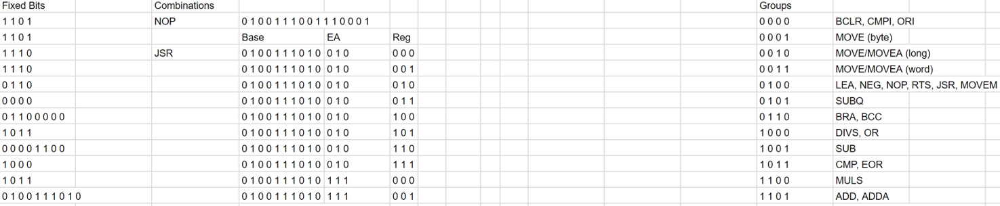 Fixed Bits Combinations Groups
1 1 0 1 NOP 0 1 0 0 1 1 1 0 0 1 1 1 0 0 0 1 0 0 0 0 BCLR, CMPI, ORI
1 1 0 1 Base EA Reg 0 0 0 1 MOVE (byte)
1 1 1 0 JSR 0 1 0 0 1 1 1 0 1 0 0 1 0 0 0 0 0 0 1 0 MOVE/MOVEA (long)
1 1 1 0 0 1 0 0 1 1 1 0 1 0 0 1 0 0 0 1 0 0 1 1 MOVE/MOVEA (word)
0 1 1 0 0 1 0 0 1 1 1 0 1 0 0 1 0 0 1 0 0 1 0 0 LEA, NEG, NOP, RTS, JSR, MOVEM
0 0 0 0 0 1 0 0 1 1 1 0 1 0 0 1 0 0 1 1 0 1 0 1 SUBQ
0 1 1 0 0 0 0 0 0 1 0 0 1 1 1 0 1 0 0 1 0 1 0 0 0 1 1 0 BRA, BCC
1 0 1 1 0 1 0 0 1 1 1 0 1 0 0 1 0 1 0 1 1 0 0 0 DIVS, OR
0 0 0 0 1 1 0 0 0 1 0 0 1 1 1 0 1 0 0 1 0 1 1 0 1 0 0 1 SUB
1 0 0 0 0 1 0 0 1 1 1 0 1 0 0 1 0 1 1 1 1 0 1 1 CMP, EOR
1 0 1 1 0 1 0 0 1 1 1 0 1 0 1 1 1 0 0 0 1 1 0 0 MULS
0 1 0 0 1 1 1 0 1 0 0 1 0 0 1 1 1 0 1 0 1 1 1 0 0 1 1 1 0 1 ADD, ADDA